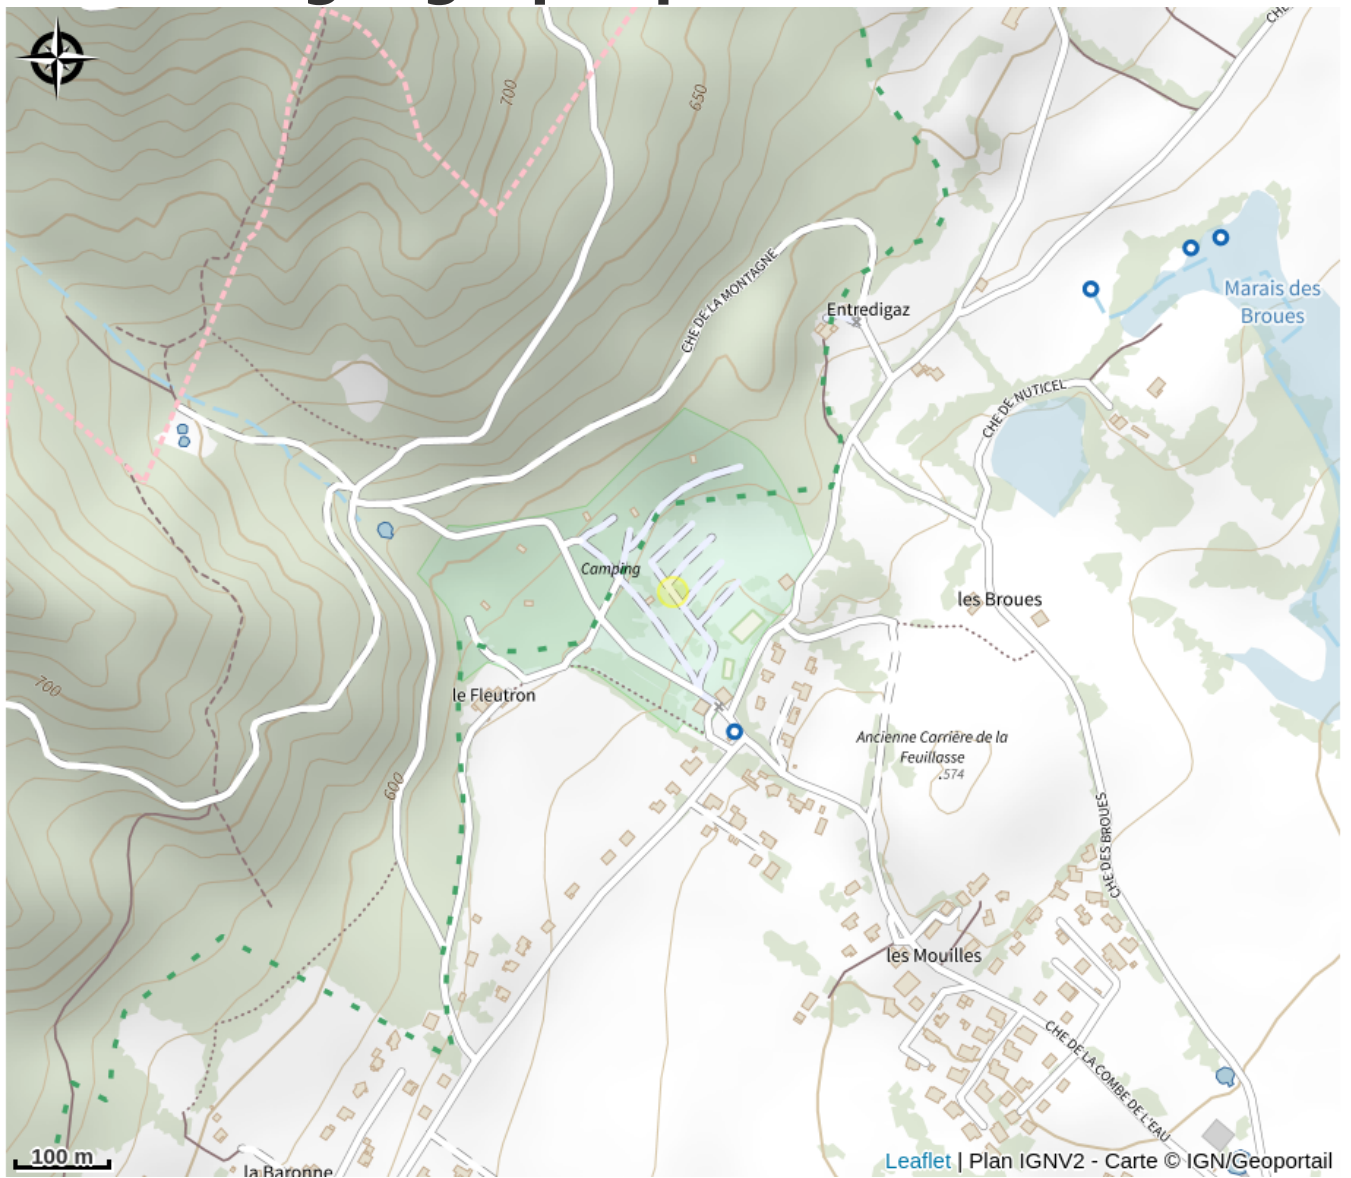 700
650
CHE DE LA MONTAGNE
Entredigaz
Marais des
Broues
CHE DE NUTICEL
Camping
les Broues
700
le Fleutron
Ancienne Carrière de la
Feuillasse
.574
600
CHE DES BROUES
les Mouilles
CHE DE LA COMBE DE L'EAU
100 m
la Baronne
Leaflet | Plan IGNV2 - Carte © IGN/Geoportail